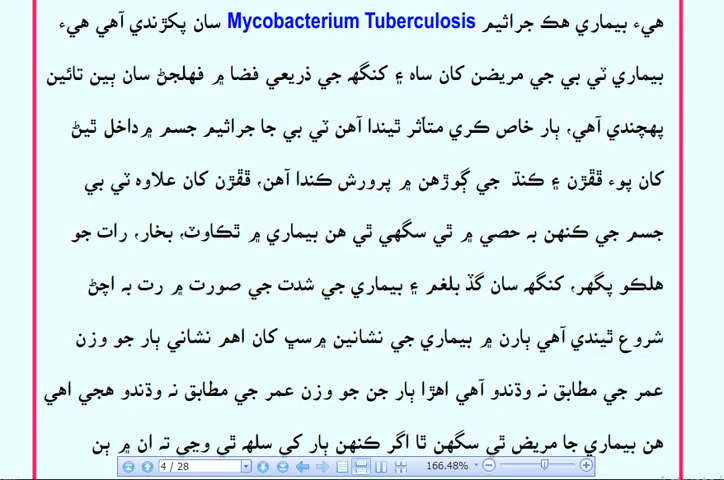 هيءَ بيماري هڪ جراثيم Mycobacterium Tuberculosis سان پکڙندي آهي هيءَ
بيماري ٽي بي جي مريضن کان ساهه ۽ کنگهه جي ذريعي فضا ۾ ڦهلجڻ سان ٻين تائين
پهچندي آهي، ٻار خاص ڪري متأثر ٿيندا آهن ٽي بي جا جراثيم جسم ۾ داخل ٿيڻ
کان پوءِ ڦڦڙن ۽ ڪنڌ جي ڳوڙهن ۾ پرورش ڪندا آهن، ڦڦڙن کان علاوه ٽي بي
جسم جي ڪنهن به حصي ۾ ٿي سگهي ٿي هن بيماري ۾ ٿڪاوٽ، بخار، رات جو
هلڪو پگهر، کنگهه سان گڏ بلغم ۽ بيماري جي شدت جي صورت ۾ رت به اچڻ
شروع ٿيندي آهي ٻارن ۾ بيماري جي نشانين ۾ سڀ کان اهم نشاني ٻار جو وزن
عمر جي مطابق نه وڌندو آهي اهڙا ٻار جن جو وزن عمر جي مطابق نه وڌندو هجي اهي
هن بيماري جا مريض ٿي سگهن ٿا اگر ڪنهن ٻار کي سلهه ٿي وڃي ته ان ۾ ٻن
4 / 28 166.48%